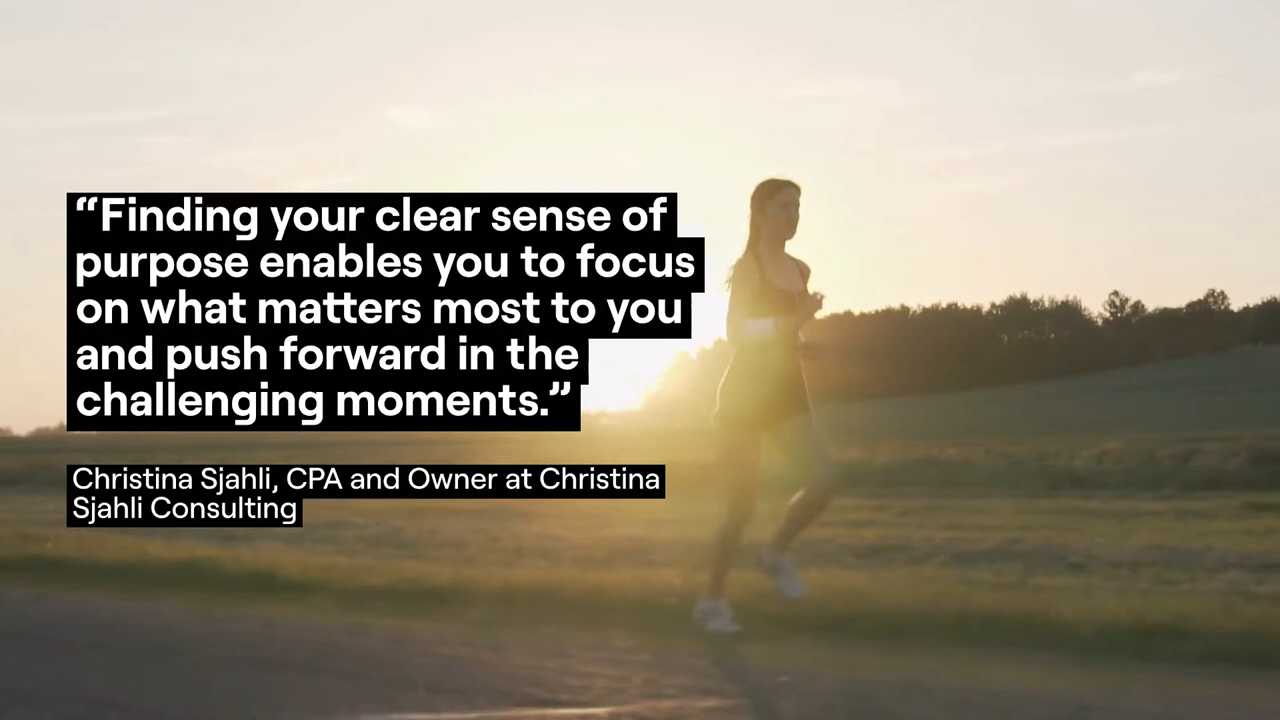 “Finding your clear sense of
purpose enables you to focus
on what matters most to you
and push forward in the
challenging moments.”
Christina Sjahli, CPA and Owner at Christina
Sjahli Consulting